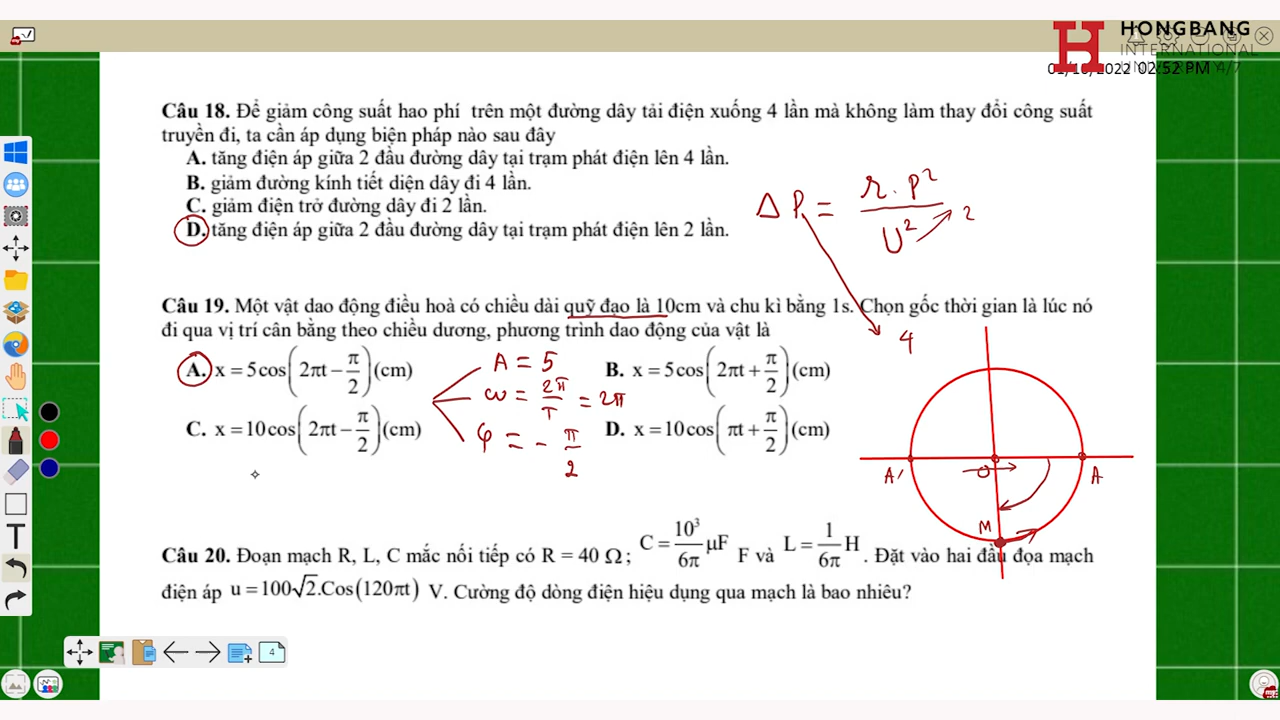 HONGBANG
INTERNATIONAL
UNIVERSITY
01/10/2022 02:52 PM 4/7
Câu 18. Để giảm công suất hao phí trên một đường dây tải điện xuống 4 lần mà không làm thay đổi công suất
truyền đi, ta cần áp dụng biện pháp nào sau đây
A. tăng điện áp giữa 2 đầu đường dây tại trạm phát điện lên 4 lần.
B. giảm đường kính tiết diện dây đi 4 lần.
C. giảm điện trở đường dây đi 2 lần.
D. tăng điện áp giữa 2 đầu đường dây tại trạm phát điện lên 2 lần.
ΔP = r.P²/U² 2
4
Câu 19. Một vật dao động điều hoà có chiều dài quỹ đạo là 10cm và chu kì bằng 1s. Chọn gốc thời gian là lúc nó
đi qua vị trí cân bằng theo chiều dương, phương trình dao động của vật là
A. x = 5cos(2πt − π/2)(cm) B. x = 5cos(2πt + π/2)(cm)
C. x = 10cos(2πt − π/2)(cm) D. x = 10cos(πt + π/2)(cm)
A = 5
ω = 2π/T = 2π
φ = - π/2
A' O A
M
Câu 20. Đoạn mạch R, L, C mắc nối tiếp có R = 40 Ω; C = 10³/6π μF F và L = 1/6π H . Đặt vào hai đầu đọa mạch
điện áp u = 100√2.Cos(120πt) V. Cường độ dòng điện hiệu dụng qua mạch là bao nhiêu?
T
4